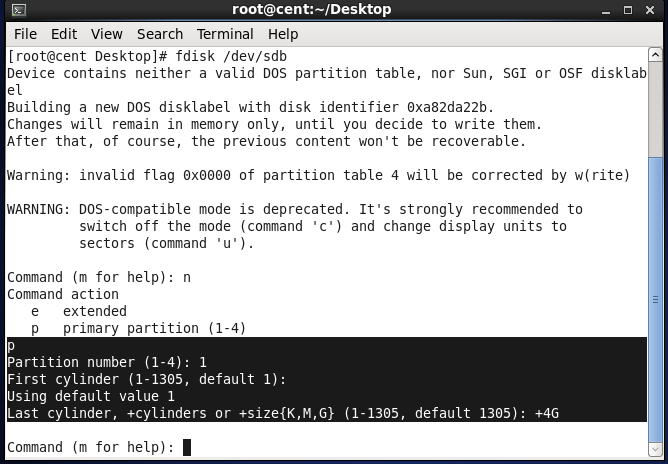 root@cent:~/Desktop
File Edit View Search Terminal Help
[root@cent Desktop]# fdisk /dev/sdb
Device contains neither a valid DOS partition table, nor Sun, SGI or OSF disklab
el
Building a new DOS disklabel with disk identifier 0xa82da22b.
Changes will remain in memory only, until you decide to write them.
After that, of course, the previous content won't be recoverable.
Warning: invalid flag 0x0000 of partition table 4 will be corrected by w(rite)
WARNING: DOS-compatible mode is deprecated. It's strongly recommended to
switch off the mode (command 'c') and change display units to
sectors (command 'u').
Command (m for help): n
Command action
e extended
p primary partition (1-4)
p
Partition number (1-4): 1
First cylinder (1-1305, default 1):
Using default value 1
Last cylinder, +cylinders or +size{K,M,G} (1-1305, default 1305): +4G
Command (m for help):